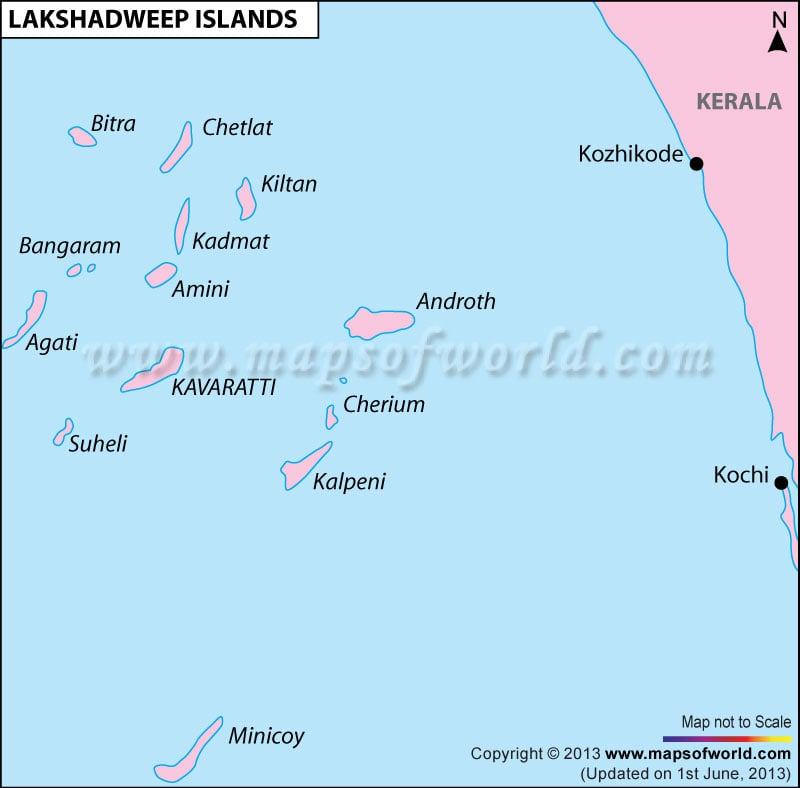 LAKSHADWEEP ISLANDS
N
KERALA
Bitra
Chetlat
Kozhikode
Kiltan
Kadmat
Bangaram
Amini
Androth
Agati
www.mapsofworld.com
KAVARATTI
Cherium
Suheli
Kochi
Kalpeni
Minicoy
Map not to Scale
Copyright © 2013 www.mapsofworld.com
(Updated on 1st June, 2013)